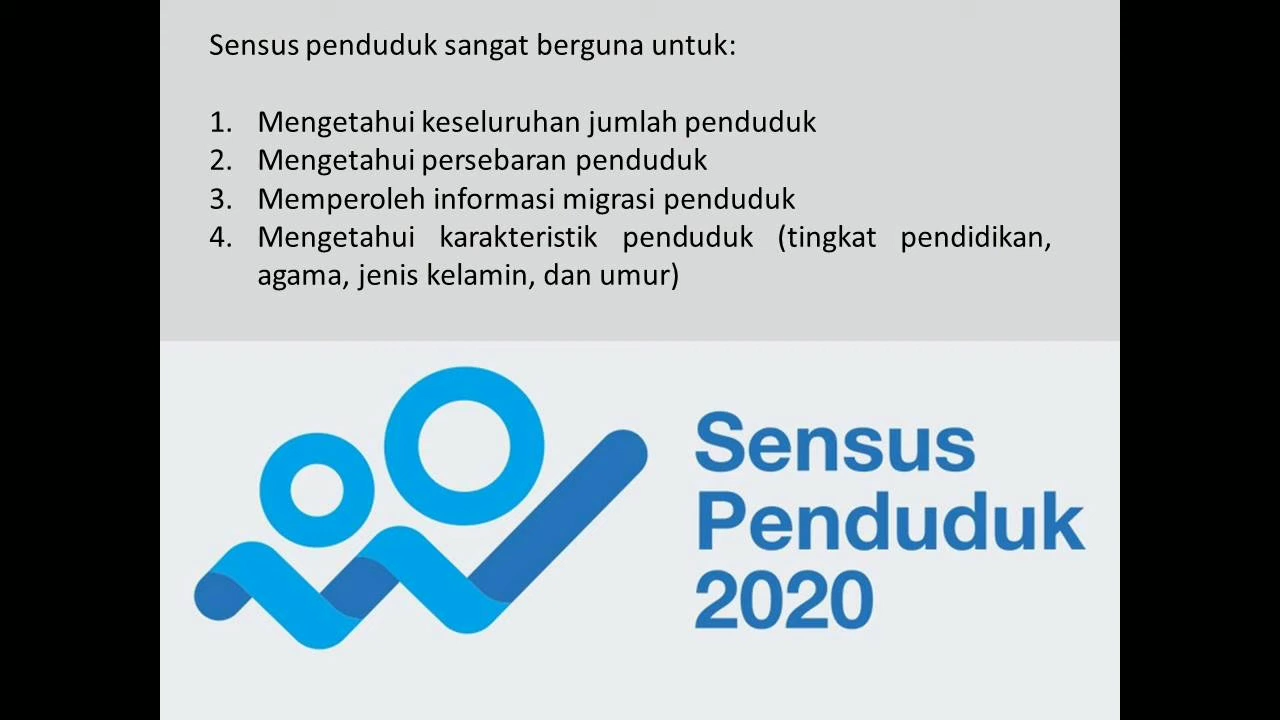 Sensus penduduk sangat berguna untuk:
1. Mengetahui keseluruhan jumlah penduduk
2. Mengetahui persebaran penduduk
3. Memperoleh informasi migrasi penduduk
4. Mengetahui karakteristik penduduk (tingkat pendidikan,
agama, jenis kelamin, dan umur)
Sensus
Penduduk
2020